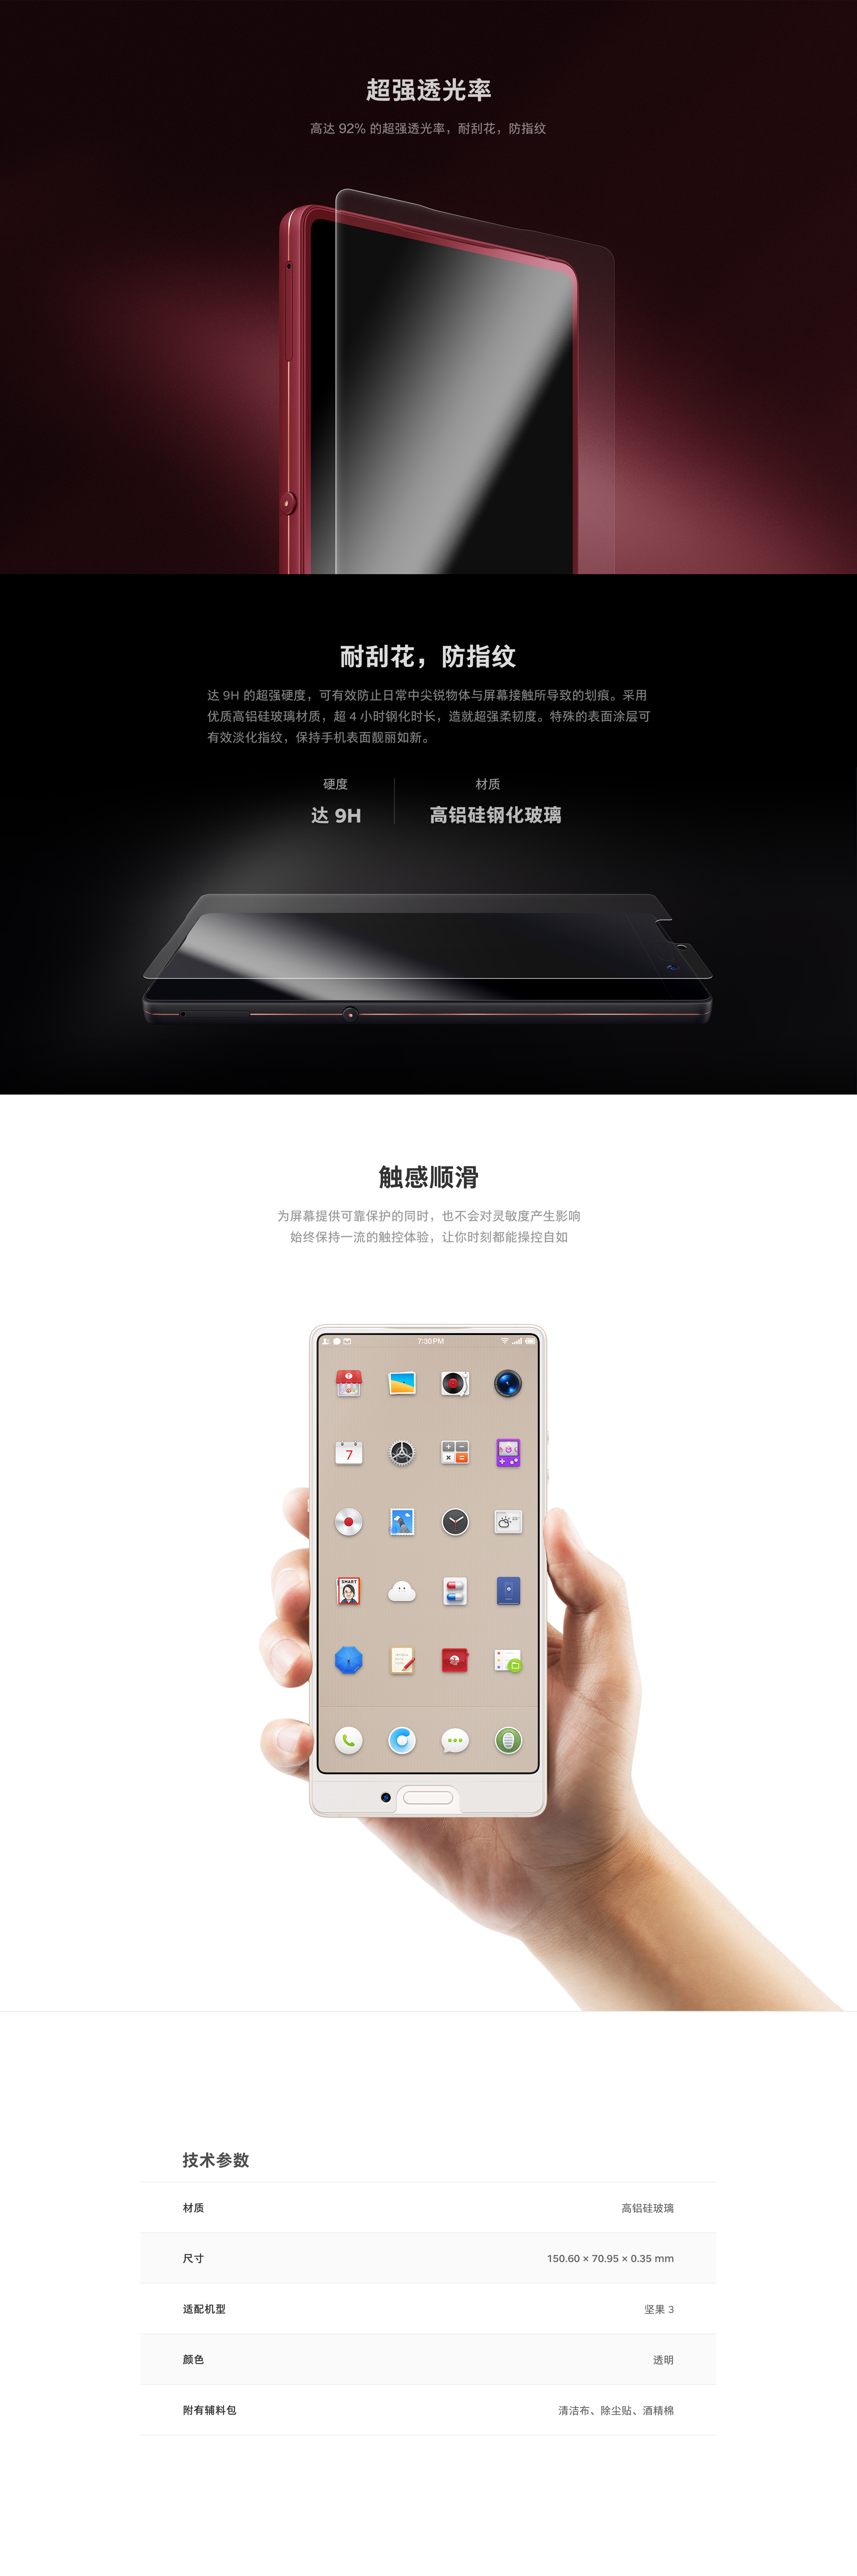 超强透光率
高达 92% 的超强透光率，耐刮花，防指纹
耐刮花，防指纹
达 9H 的超强硬度，可有效防止日常中尖锐物体与屏幕接触所导致的划痕。采用
优质高铝硅玻璃材质，超 4 小时钢化时长，造就超强柔韧度。特殊的表面涂层可
有效淡化指纹，保持手机表面靓丽如新。
硬度
材质
达 9H
高铝硅钢化玻璃
触感顺滑
为屏幕提供可靠保护的同时，也不会对灵敏度产生影响
始终保持一流的触控体验，让你时刻都能操控自如
7:30PM
7
SMART
技术参数
材质
高铝硅玻璃
尺寸
150.60 × 70.95 × 0.35 mm
适配机型
坚果 3
颜色
透明
附有辅料包
清洁布、除尘贴、酒精棉